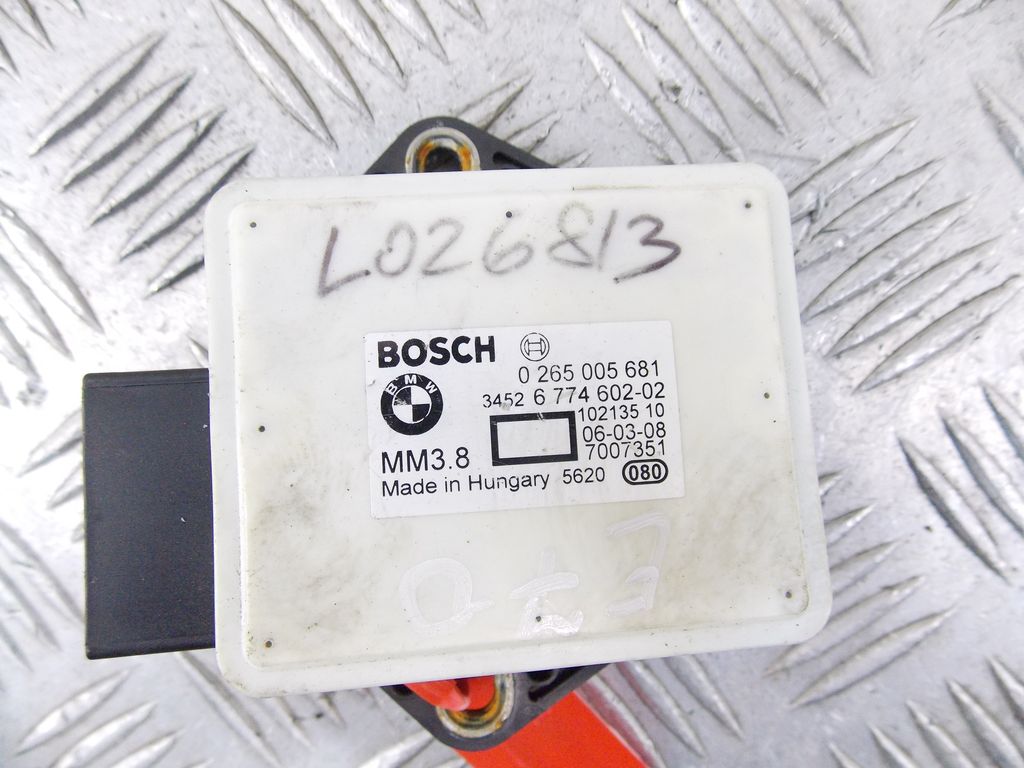 L026813
BOSCH
0 265 005 681
BMW
3452 6 774 602-02
102135 10
06-03-08
MM3.8
7007351
Made in Hungary 5620 080
E70